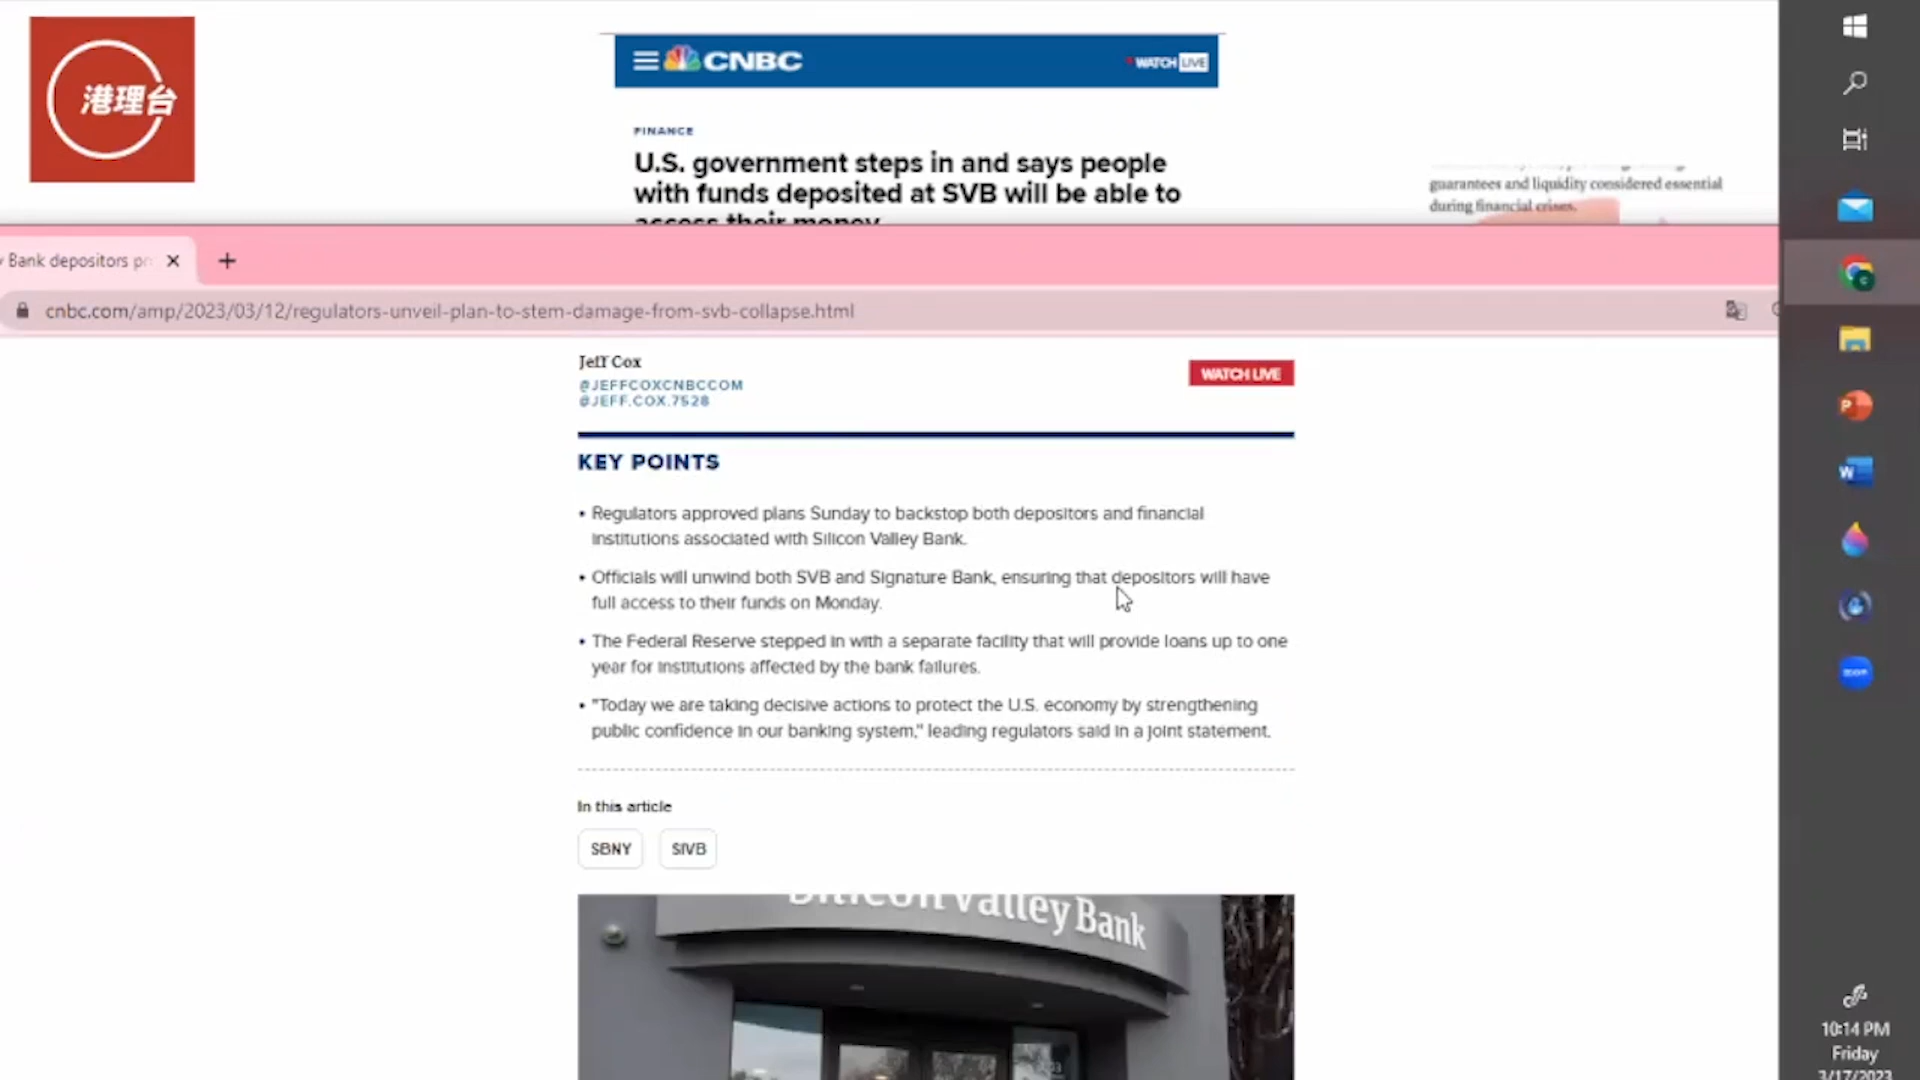 港理台
CNBC
WATCH LIVE
FINANCE
U.S. government steps in and says people
with funds deposited at SVB will be able to
access their money
guarantees and liquidity considered essential
during financial crises.
Bank depositors
cnbc.com/amp/2023/03/12/regulators-unveil-plan-to-stem-damage-from-svb-collapse.html
Jeff Cox
@JEFFCOXCNBCCOM
@JEFF.COX.7528
WATCH LIVE
KEY POINTS
• Regulators approved plans Sunday to backstop both depositors and financial
institutions associated with Silicon Valley Bank.
• Officials will unwind both SVB and Signature Bank, ensuring that depositors will have
full access to their funds on Monday.
• The Federal Reserve stepped in with a separate facility that will provide loans up to one
year for institutions affected by the bank failures.
• "Today we are taking decisive actions to protect the U.S. economy by strengthening
public confidence in our banking system," leading regulators said in a joint statement.
In this article
SBNY
SIVB
Silicon Valley Bank
zoom
10:14 PM
Friday
3/17/2023